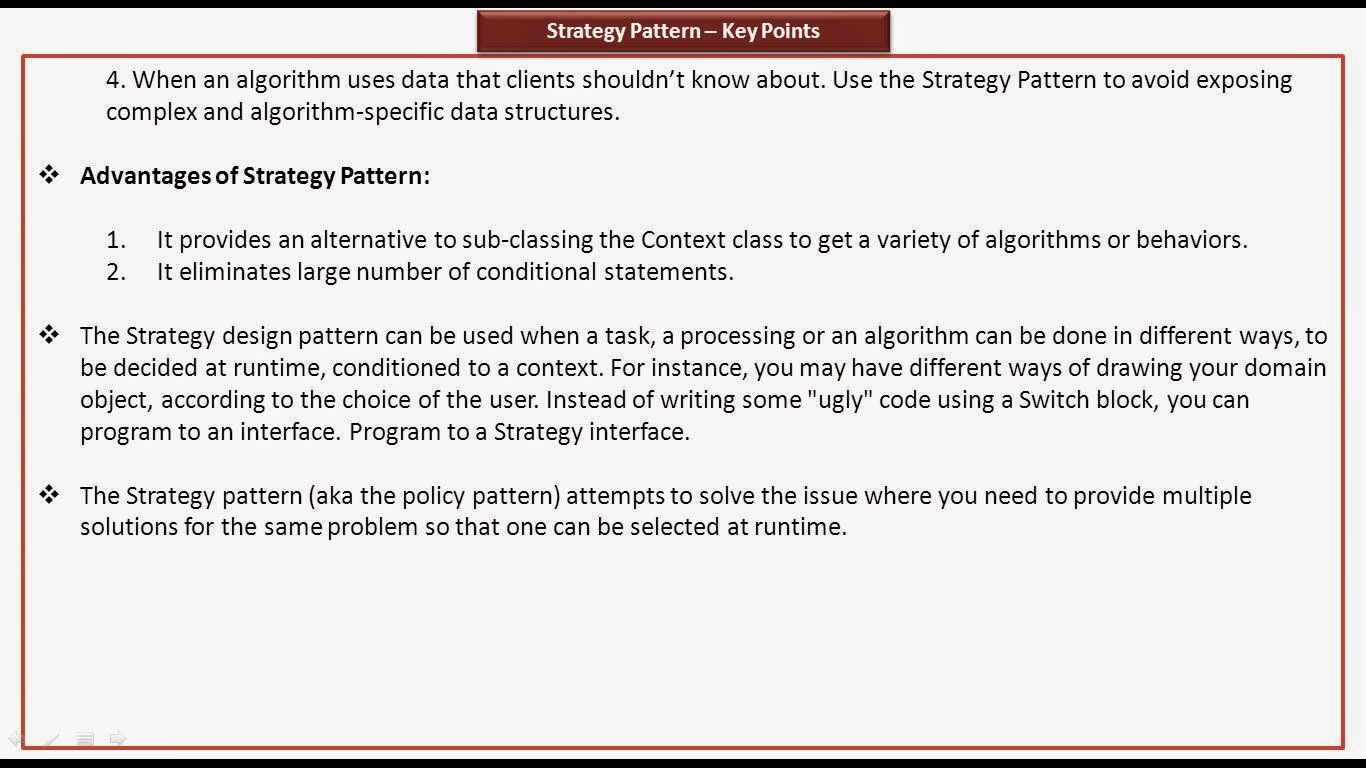 Strategy Pattern – Key Points
4. When an algorithm uses data that clients shouldn’t know about. Use the Strategy Pattern to avoid exposing
complex and algorithm-specific data structures.
❖ Advantages of Strategy Pattern:
1. It provides an alternative to sub-classing the Context class to get a variety of algorithms or behaviors.
2. It eliminates large number of conditional statements.
❖ The Strategy design pattern can be used when a task, a processing or an algorithm can be done in different ways, to
be decided at runtime, conditioned to a context. For instance, you may have different ways of drawing your domain
object, according to the choice of the user. Instead of writing some "ugly" code using a Switch block, you can
program to an interface. Program to a Strategy interface.
❖ The Strategy pattern (aka the policy pattern) attempts to solve the issue where you need to provide multiple
solutions for the same problem so that one can be selected at runtime.